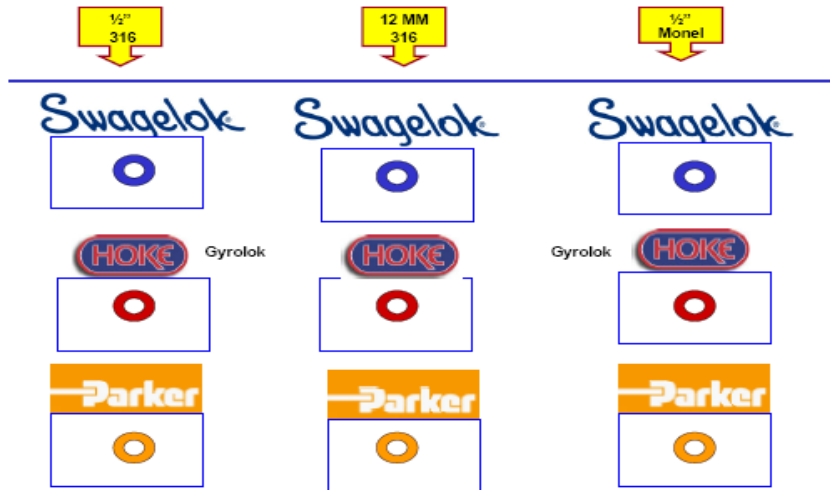 ½”
316
12 MM
316
½”
Monel
Swagelok
Swagelok
Swagelok
HOKE Gyrolok
HOKE
Gyrolok HOKE
Parker
Parker
Parker